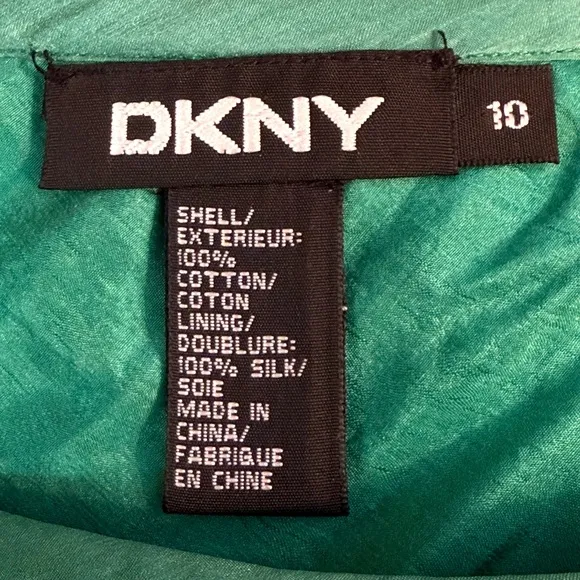 DKNY
10
SHELL/
EXTERIEUR:
100%
COTTON/
COTON
LINING/
DOUBLURE:
100% SILK/
SOIE
MADE IN
CHINA/
FABRIQUE
EN CHINE